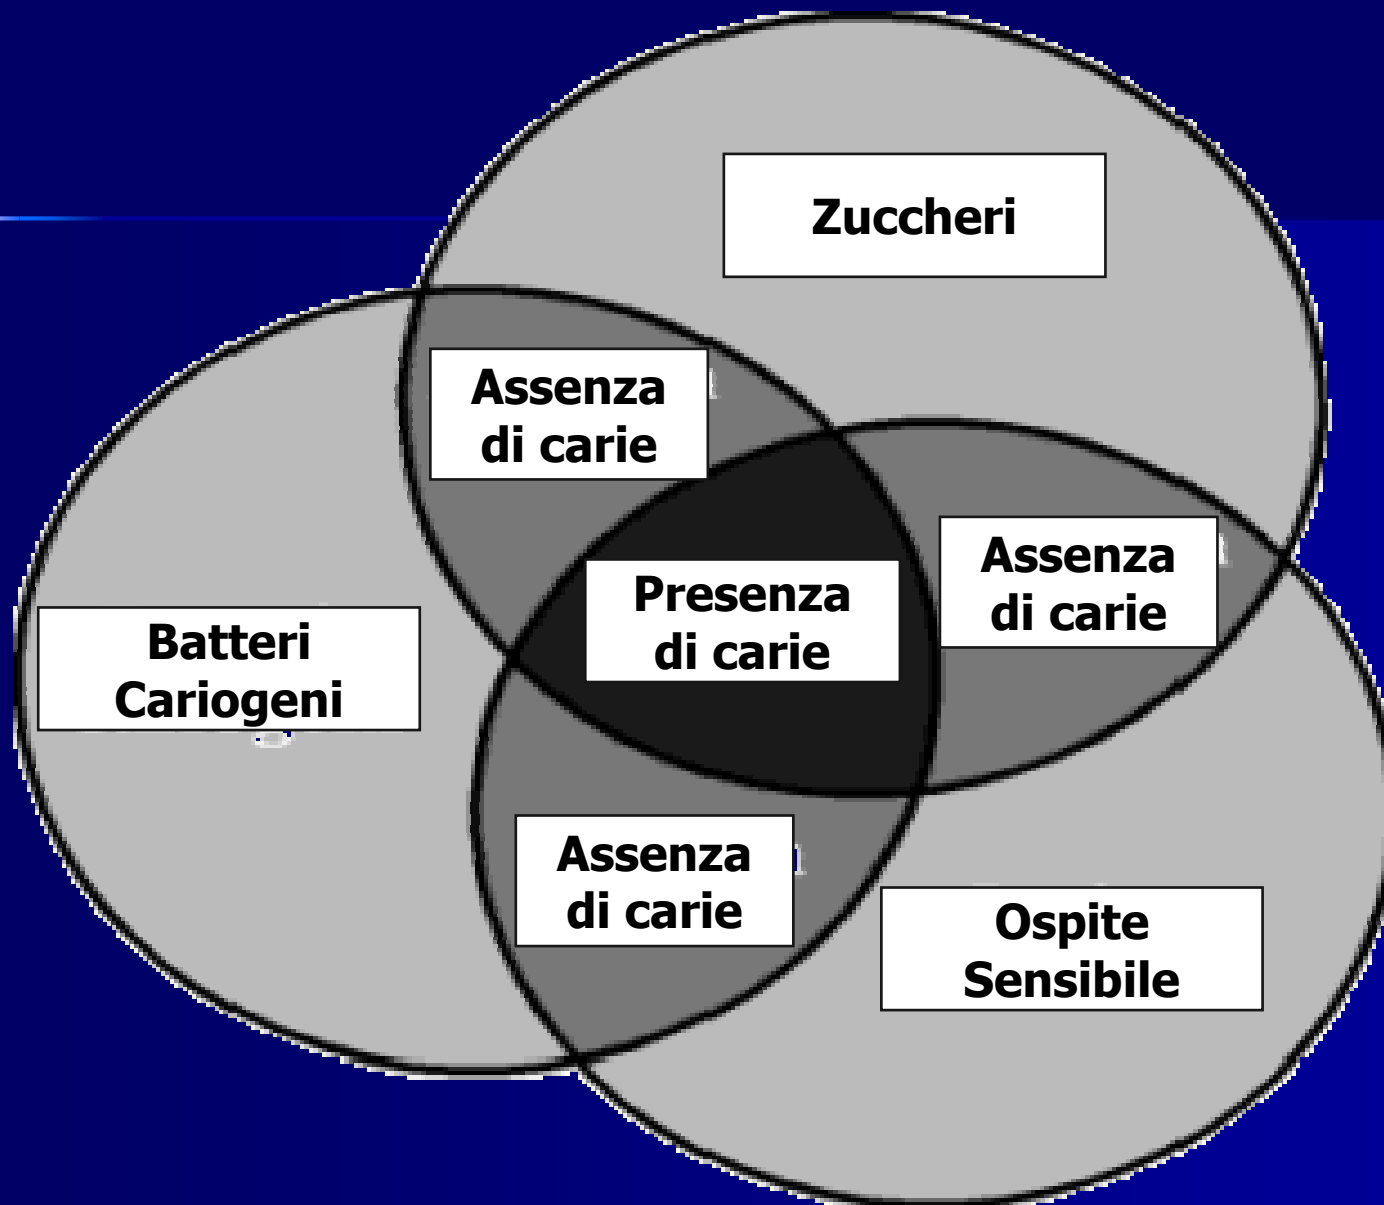 Zuccheri
Assenza
di carie
Assenza
di carie
Presenza
di carie
Batteri
Cariogeni
Assenza
di carie
Ospite
Sensibile